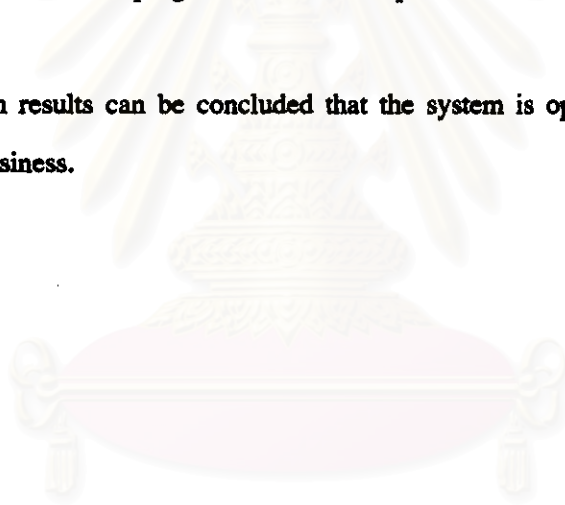 n results can be concluded that the system is op
siness.